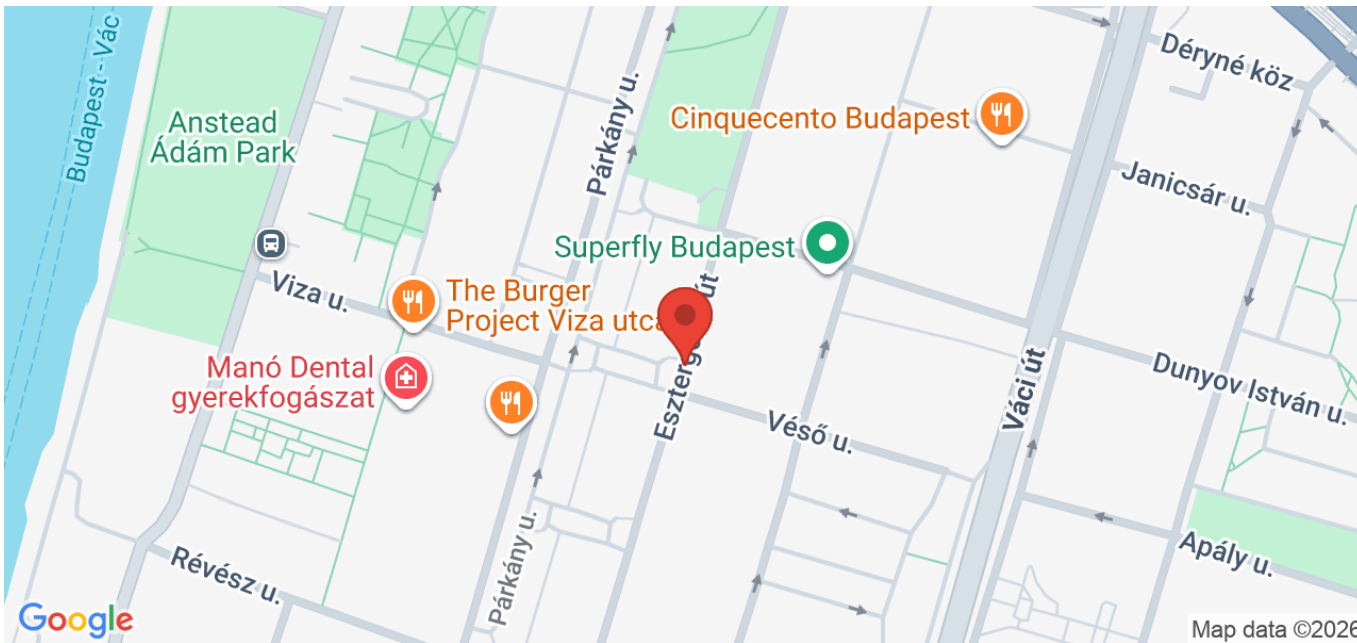 Budapest - Vác
Anstead
Ádám Park
Párkány u.
Cinquecento Budapest
Déryné köz
Janicsár u.
Superfly Budapest
Viza u.
The Burger
Project Viza utca
Manó Dental
gyerekfogászat
út
Váci út
Dunyov István u.
Véső u.
Párkány u.
Révész u.
Apály u.
Google
Map data ©2026